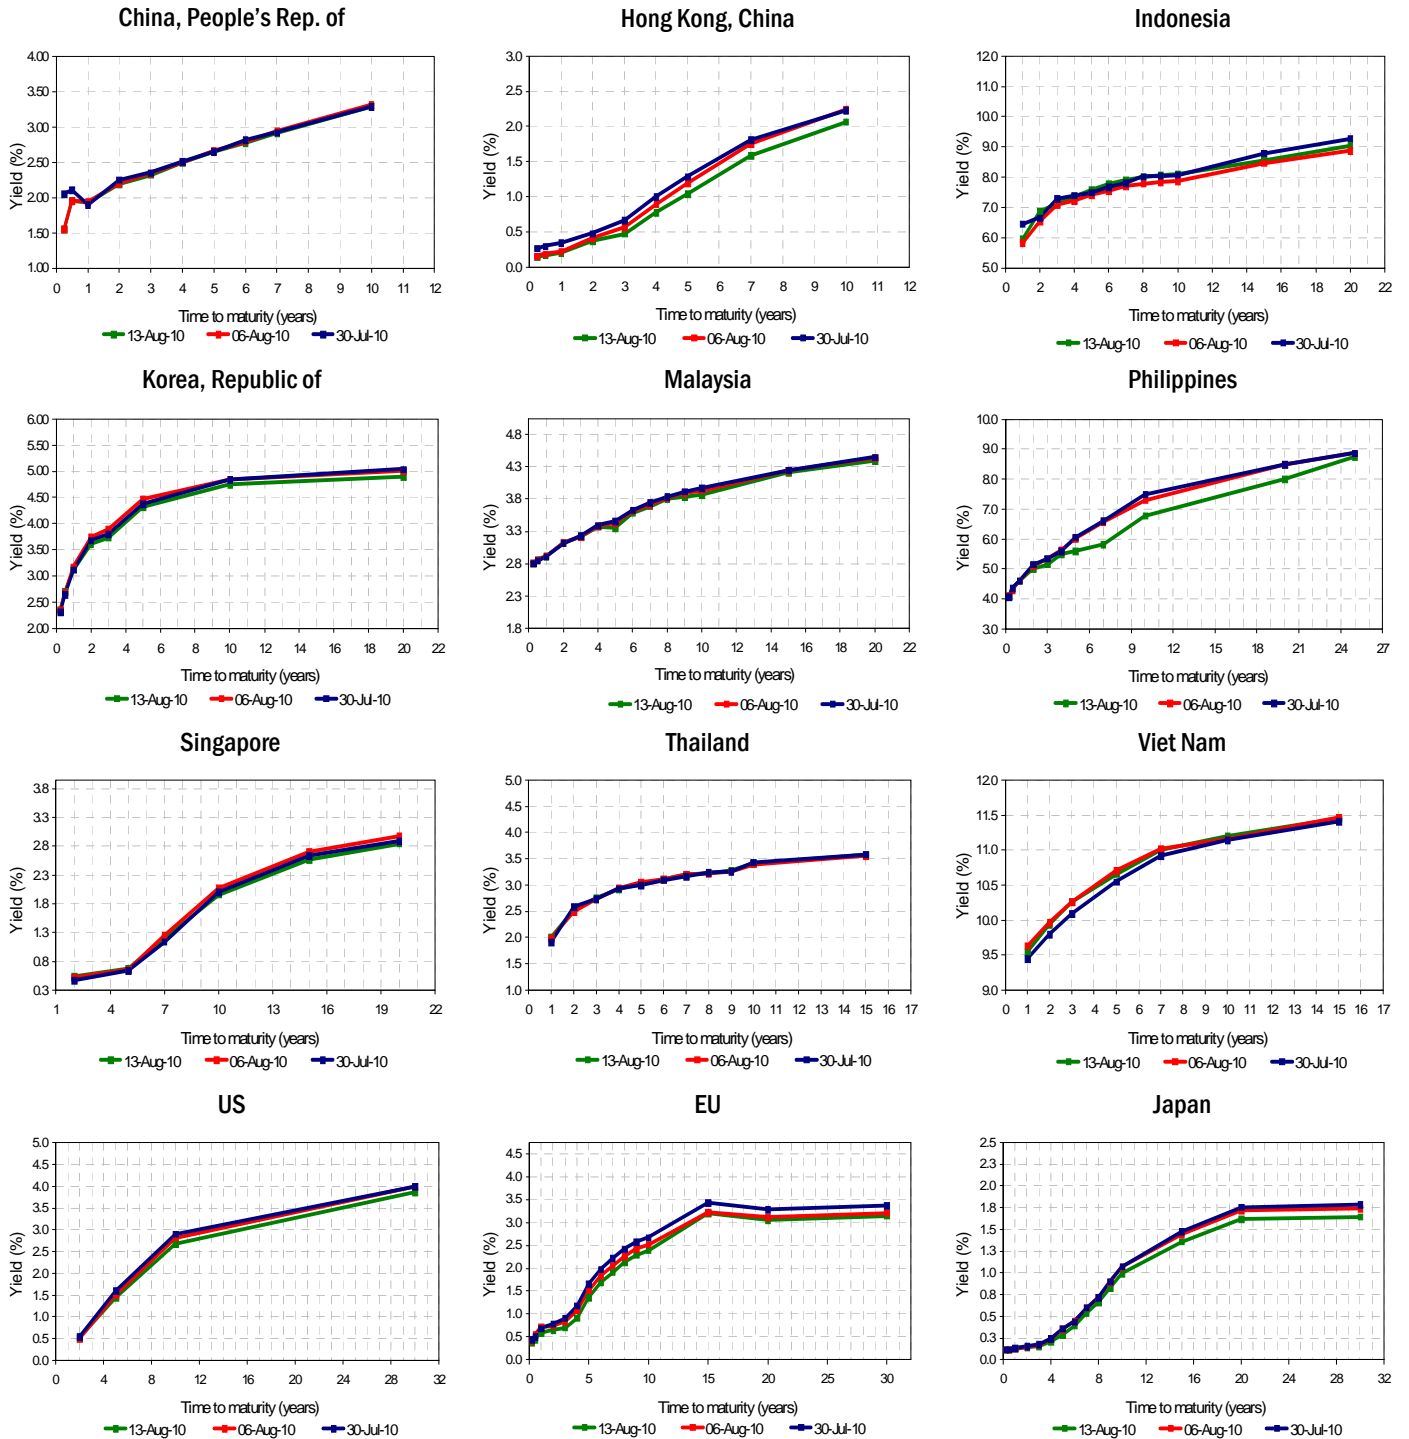 China, People's Rep. of
4.00
3.50
3.00
2.50
2.00
1.50
1.00
Yield (%)
0 1 2 3 4 5 6 7 8 9 10 11 12
Time to maturity (years)
13-Aug-10 06-Aug-10 30-Jul-10
Hong Kong, China
3.0
2.5
2.0
1.5
1.0
0.5
0.0
Yield (%)
0 1 2 3 4 5 6 7 8 9 10 11 12
Time to maturity (years)
13-Aug-10 06-Aug-10 30-Jul-10
Indonesia
12.0
11.0
10.0
9.0
8.0
7.0
6.0
5.0
Yield (%)
0 2 4 6 8 10 12 14 16 18 20 22
Time to maturity (years)
13-Aug-10 06-Aug-10 30-Jul-10
Korea, Republic of
6.00
5.50
5.00
4.50
4.00
3.50
3.00
2.50
2.00
Yield (%)
0 2 4 6 8 10 12 14 16 18 20 22
Time to maturity (years)
13-Aug-10 06-Aug-10 30-Jul-10
Malaysia
4.8
4.3
3.8
3.3
2.8
2.3
1.8
Yield (%)
0 2 4 6 8 10 12 14 16 18 20 22
Time to maturity (years)
13-Aug-10 06-Aug-10 30-Jul-10
Philippines
10.0
9.0
8.0
7.0
6.0
5.0
4.0
3.0
Yield (%)
0 3 6 9 12 15 18 21 24 27
Time to maturity (years)
13-Aug-10 06-Aug-10 30-Jul-10
Singapore
3.8
3.3
2.8
2.3
1.8
1.3
0.8
0.3
Yield (%)
1 4 7 10 13 16 19 22
Time to maturity (years)
13-Aug-10 06-Aug-10 30-Jul-10
Thailand
5.0
4.5
4.0
3.5
3.0
2.5
2.0
1.5
1.0
Yield (%)
0 1 2 3 4 5 6 7 8 9 10 11 12 13 14 15 16 17
Time to maturity (years)
13-Aug-10 06-Aug-10 30-Jul-10
Viet Nam
12.0
11.5
11.0
10.5
10.0
9.5
9.0
Yield (%)
0 1 2 3 4 5 6 7 8 9 10 11 12 13 14 15 16 17
Time to maturity (years)
13-Aug-10 06-Aug-10 30-Jul-10
US
5.0
4.5
4.0
3.5
3.0
2.5
2.0
1.5
1.0
0.5
0.0
Yield (%)
0 4 8 12 16 20 24 28 32
Time to maturity (years)
13-Aug-10 06-Aug-10 30-Jul-10
EU
4.5
4.0
3.5
3.0
2.5
2.0
1.5
1.0
0.5
0.0
Yield (%)
0 5 10 15 20 25 30
Time to maturity (years)
13-Aug-10 06-Aug-10 30-Jul-10
Japan
2.5
2.3
2.0
1.8
1.5
1.3
1.0
0.8
0.5
0.3
0.0
Yield (%)
0 4 8 12 16 20 24 28 32
Time to maturity (years)
13-Aug-10 06-Aug-10 30-Jul-10